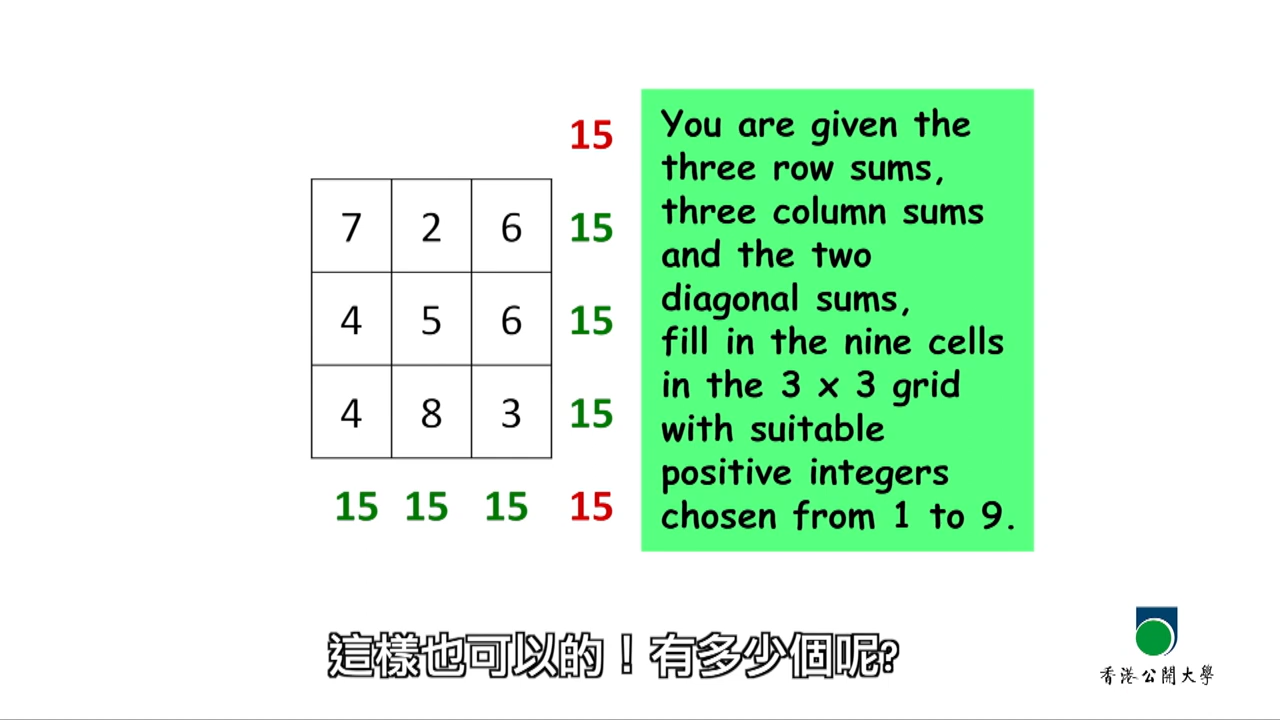 15
7 2 6 15
4 5 6 15
4 8 3 15
15 15 15 15
You are given the
three row sums,
three column sums
and the two
diagonal sums,
fill in the nine cells
in the 3 x 3 grid
with suitable
positive integers
chosen from 1 to 9.
這樣也可以的！有多少個呢?
香港公開大學